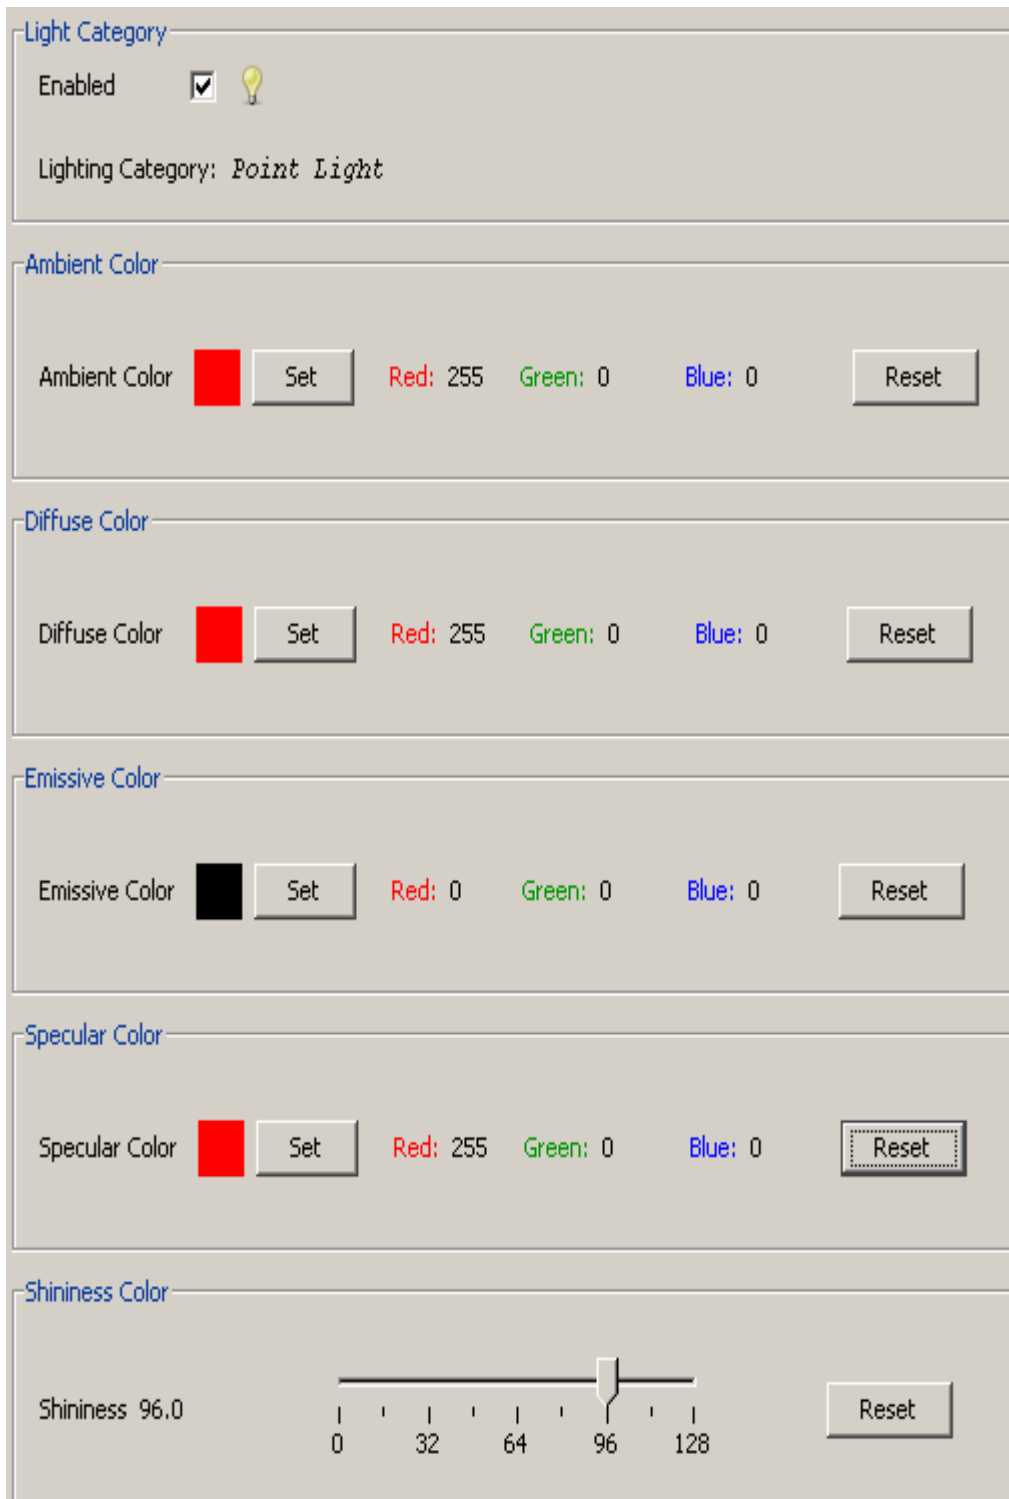 Light Category
Enabled
Lighting Category: Point Light
Ambient Color
Ambient Color Set Red: 255 Green: 0 Blue: 0 Reset
Diffuse Color
Diffuse Color Set Red: 255 Green: 0 Blue: 0 Reset
Emissive Color
Emissive Color Set Red: 0 Green: 0 Blue: 0 Reset
Specular Color
Specular Color Set Red: 255 Green: 0 Blue: 0 Reset
Shininess Color
Shininess 96.0 Reset
0 32 64 96 128